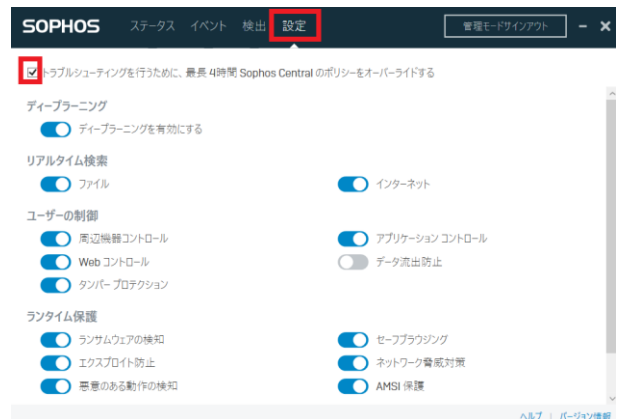 SOPHOS ステータス イベント 検出 設定 管理モードサインアウト
トラブルシューティングを行うために、最長 4時間 Sophos Central のポリシーをオーバーライドする
ディープラーニング
ディープラーニングを有効にする
リアルタイム検索
ファイル インターネット
ユーザーの制御
周辺機器コントロール アプリケーション コントロール
Web コントロール データ流出防止
タンパー プロテクション
ランタイム保護
ランサムウェアの検知 セーフブラウジング
エクスプロイト防止 ネットワーク脅威対策
悪意のある動作の検知 AMSI 保護
ヘルプ | バージョン情報